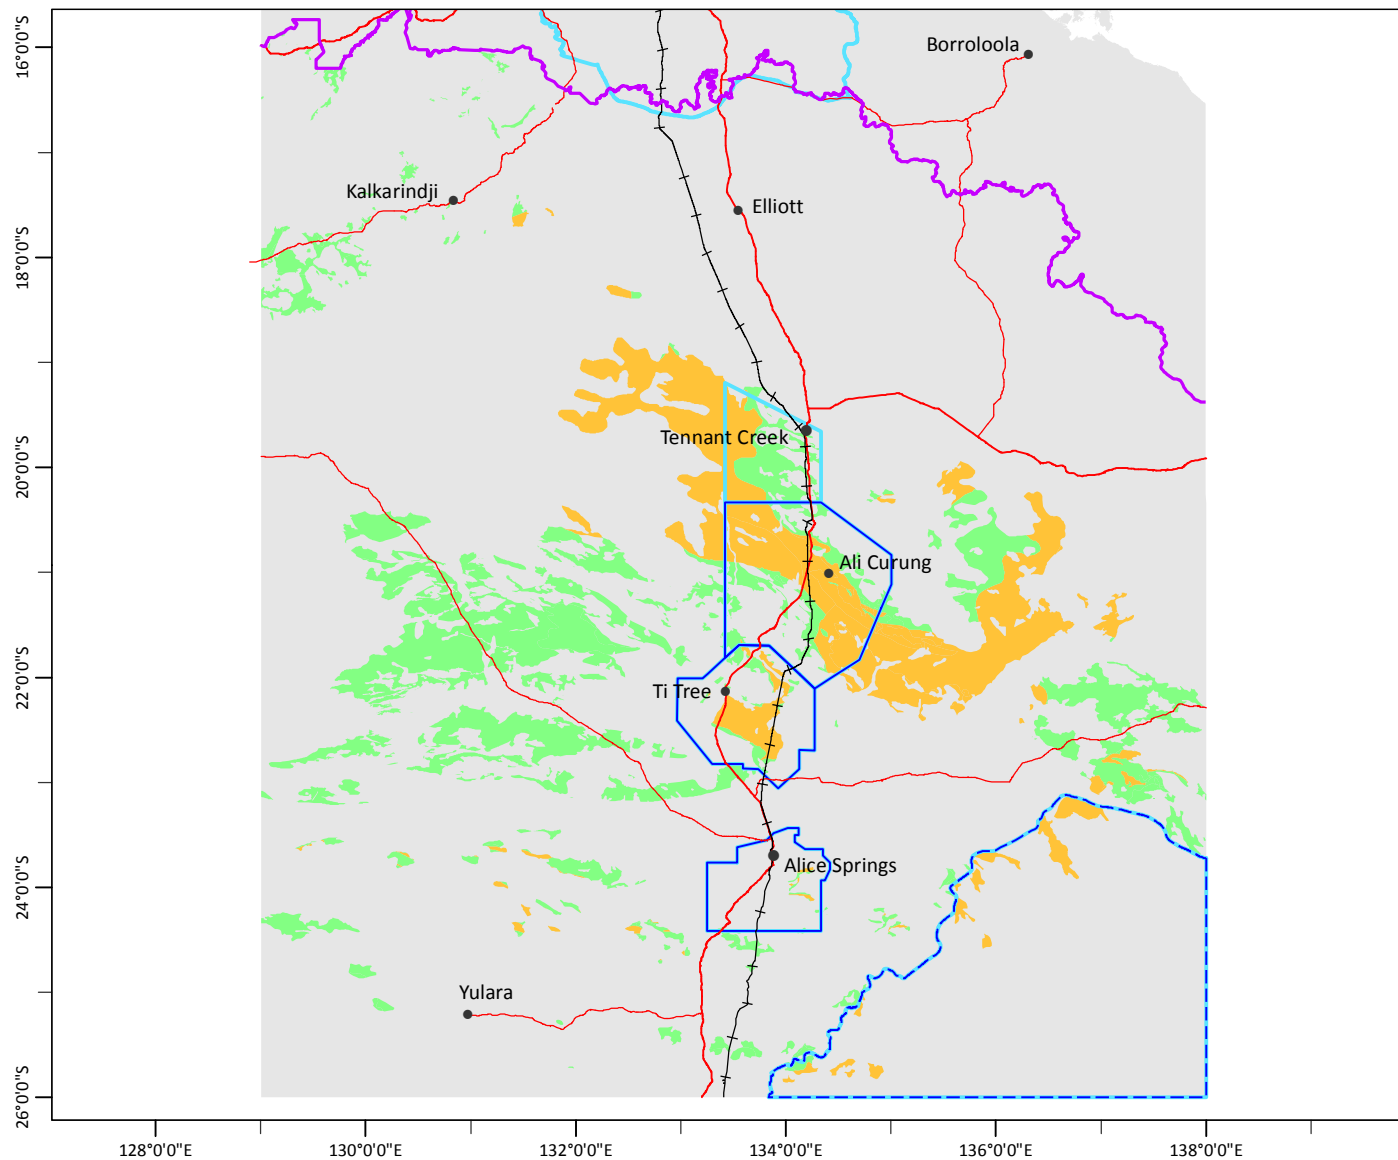 16°0'0"S
18°0'0"S
20°0'0"S
22°0'0"S
24°0'0"S
26°0'0"S
Borroloola
Kalkarindji
Elliott
Tennant Creek
Ali Curung
Ti Tree
Alice Springs
Yulara
128°0'0"E
130°0'0"E
132°0'0"E
134°0'0"E
136°0'0"E
138°0'0"E